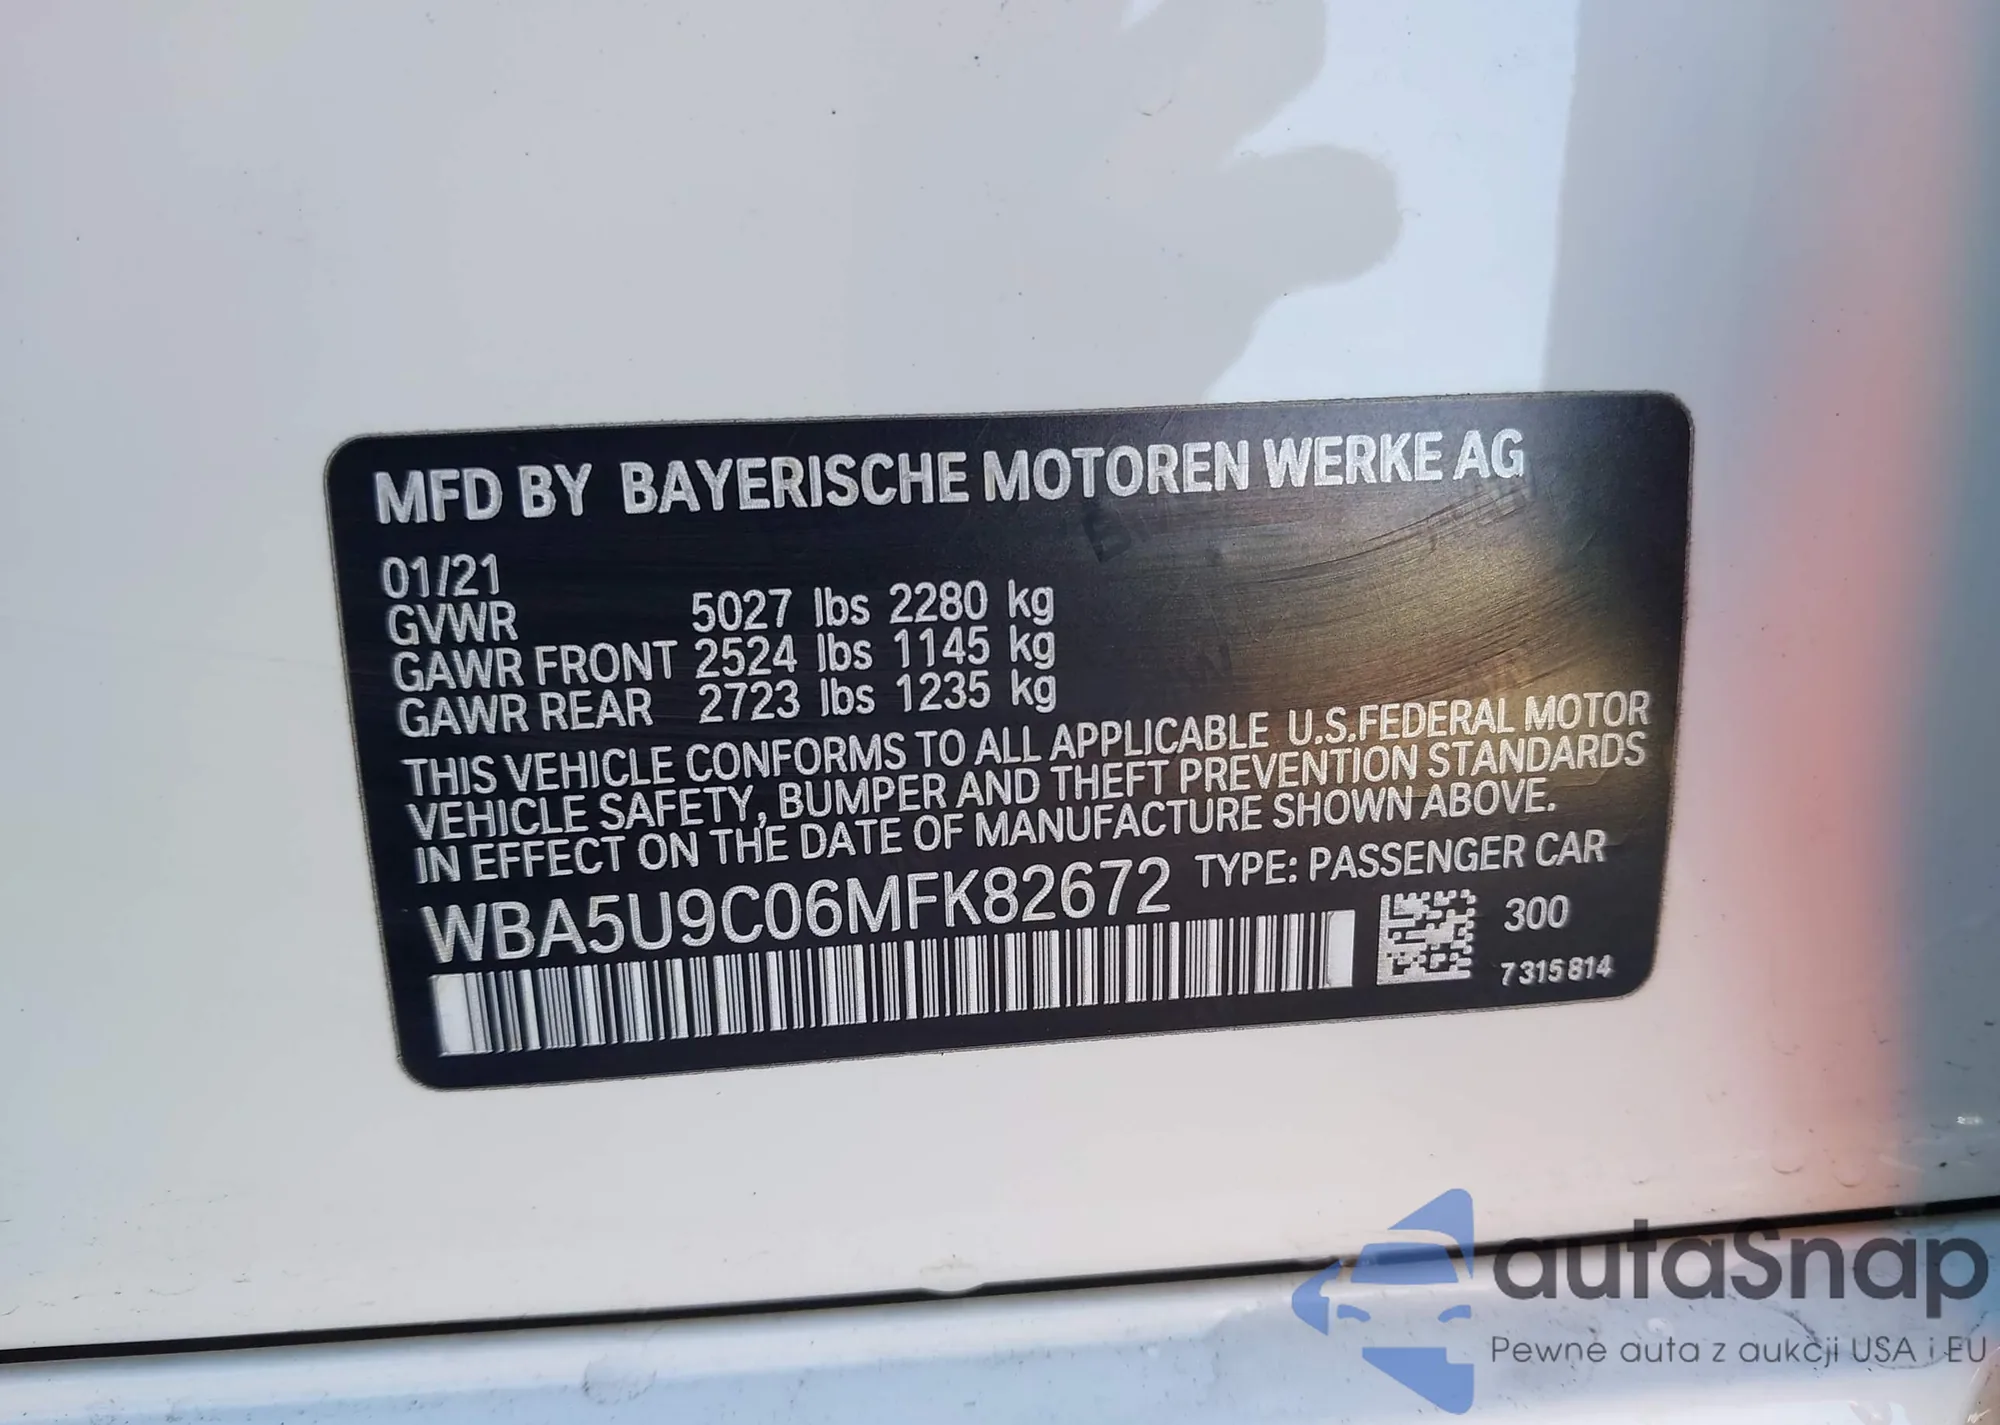 MFD BY BAYERISCHE MOTOREN WERKE AG
01/21
GVWR 5027 lbs 2280 kg
GAWR FRONT 2524 lbs 1145 kg
GAWR REAR 2723 lbs 1235 kg
THIS VEHICLE CONFORMS TO ALL APPLICABLE U.S.FEDERAL MOTOR
VEHICLE SAFETY, BUMPER AND THEFT PREVENTION STANDARDS
IN EFFECT ON THE DATE OF MANUFACTURE SHOWN ABOVE.
WBA5U9C06MFK82672 TYPE: PASSENGER CAR
300
7315814
autaSnap
Pewne auta z aukcji USA i EU